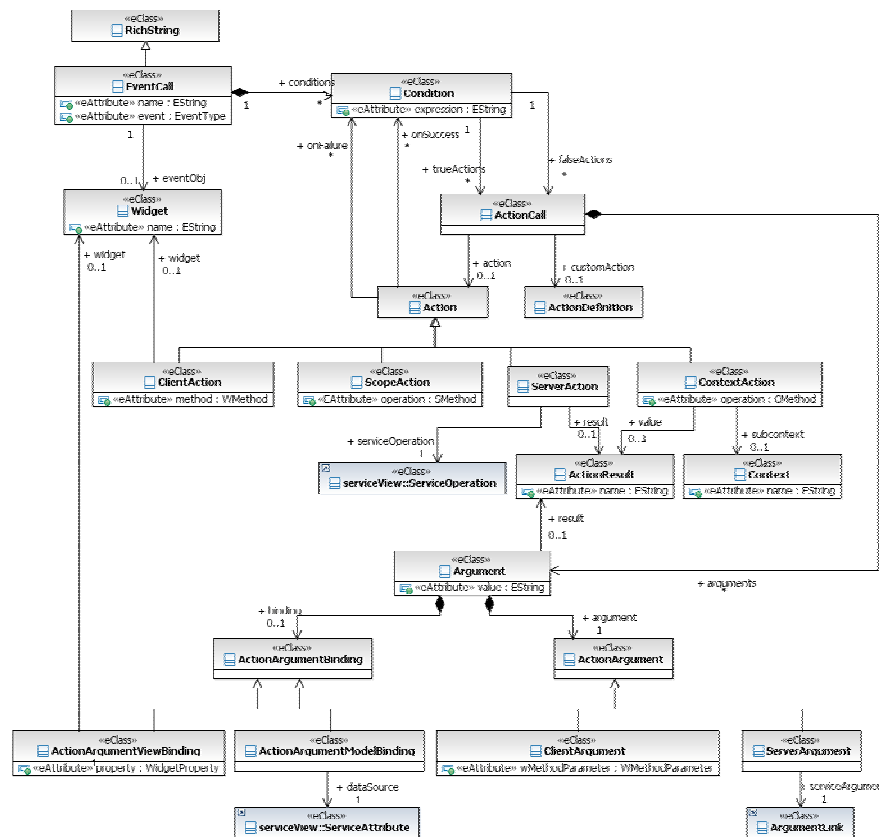 «eClass»
RichString
«eClass»
EventCall
«eAttribute» name : EString
«eAttribute» event : EventType
1
+ conditions
*
«eClass»
Condition
«eAttribute» expression : EString
1
1
1
+ onFailure
*
+ onSuccess
*
+ trueActions
*
+ falseActions
*
0..1
+ eventObj
«eClass»
Widget
«eAttribute» name : EString
«eClass»
ActionCall
+ widget
0..1
+ widget
0..1
+ action
0..1
+ customAction
0..1
«eClass»
Action
«eClass»
ActionDefinition
«eClass»
ClientAction
«eAttribute» method : WMethod
«eClass»
ScopeAction
«eAttribute» operation : SMethod
«eClass»
ServerAction
«eClass»
ContextAction
«eAttribute» operation : CMethod
+ serviceOperation
1
+ result
0..1
+ value
0..1
+ subcontext
0..1
«eClass»
serviceView::ServiceOperation
«eClass»
ActionResult
«eAttribute» name : EString
«eClass»
Context
«eAttribute» name : EString
+ result
0..1
«eClass»
Argument
«eAttribute» value : EString
+ arguments
*
+ binding
0..1
+ argument
1
«eClass»
ActionArgumentBinding
«eClass»
ActionArgument
«eClass»
ActionArgumentViewBinding
«eAttribute» property : WidgetProperty
1
«eClass»
ActionArgumentModelBinding
«eClass»
ClientArgument
«eAttribute» wMethodParameter : WMethodParameter
«eClass»
ServerArgument
+ dataSource
1
+ serviceArgument
1
«eClass»
serviceView::ServiceAttribute
«eClass»
ArgumentLink